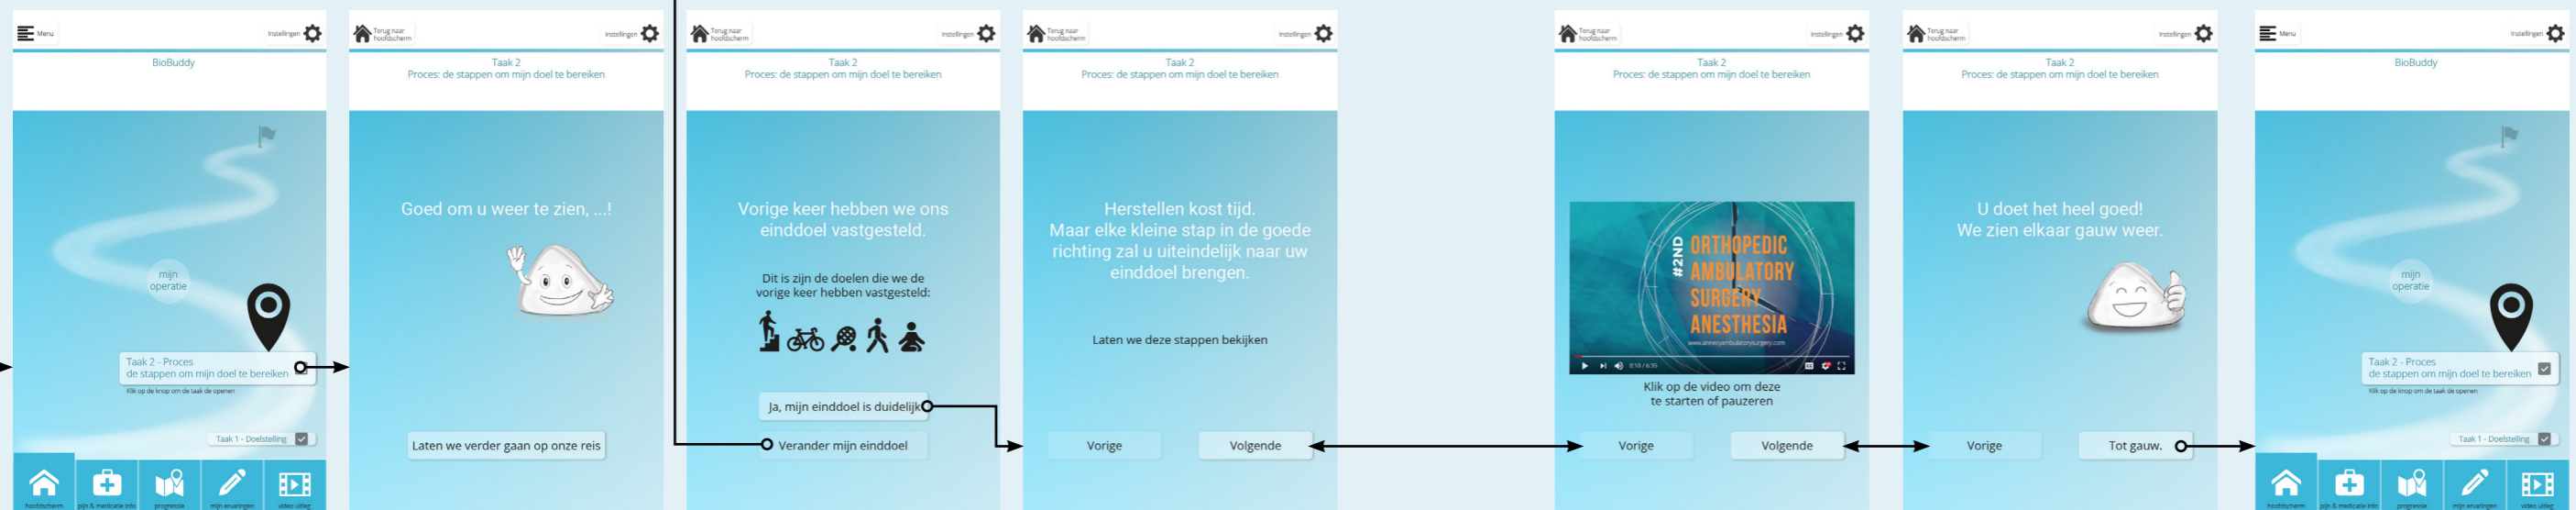 Menu
Instellingen
BioBuddy
mijn
operatie
Taak 2 - Proces
de stappen om mijn doel te bereiken
Klik op de knop om de taak de openen
Taak 1 - Doelstelling
hoofdscherm
pijn & medicatie info
progressie
mijn ervaringen
video uitleg
Terug naar
hoofdscherm
Instellingen
Taak 2
Proces: de stappen om mijn doel te bereiken
Goed om u weer te zien, ...!
Laten we verder gaan op onze reis
Terug naar
hoofdscherm
Instellingen
Taak 2
Proces: de stappen om mijn doel te bereiken
Vorige keer hebben we ons
einddoel vastgesteld.
Dit is zijn de doelen die we de
vorige keer hebben vastgesteld:
Ja, mijn einddoel is duidelijk
Verander mijn einddoel
Terug naar
hoofdscherm
Instellingen
Taak 2
Proces: de stappen om mijn doel te bereiken
Herstellen kost tijd.
Maar elke kleine stap in de goede
richting zal u uiteindelijk naar uw
einddoel brengen.
Laten we deze stappen bekijken
Vorige
Volgende
Terug naar
hoofdscherm
Instellingen
Taak 2
Proces: de stappen om mijn doel te bereiken
#2ND
ORTHOPEDIC
AMBULATORY
SURGERY
ANESTHESIA
www.annecyambulatorysurgery.com
0:10 / 6:35
Klik op de video om deze
te starten of pauzeren
Vorige
Volgende
Terug naar
hoofdscherm
Instellingen
Taak 2
Proces: de stappen om mijn doel te bereiken
U doet het heel goed!
We zien elkaar gauw weer.
Vorige
Tot gauw.
Menu
Instellingen
BioBuddy
mijn
operatie
Taak 2 - Proces
de stappen om mijn doel te bereiken
Klik op de knop om de taak de openen
Taak 1 - Doelstelling
hoofdscherm
pijn & medicatie info
progressie
mijn ervaringen
video uitleg